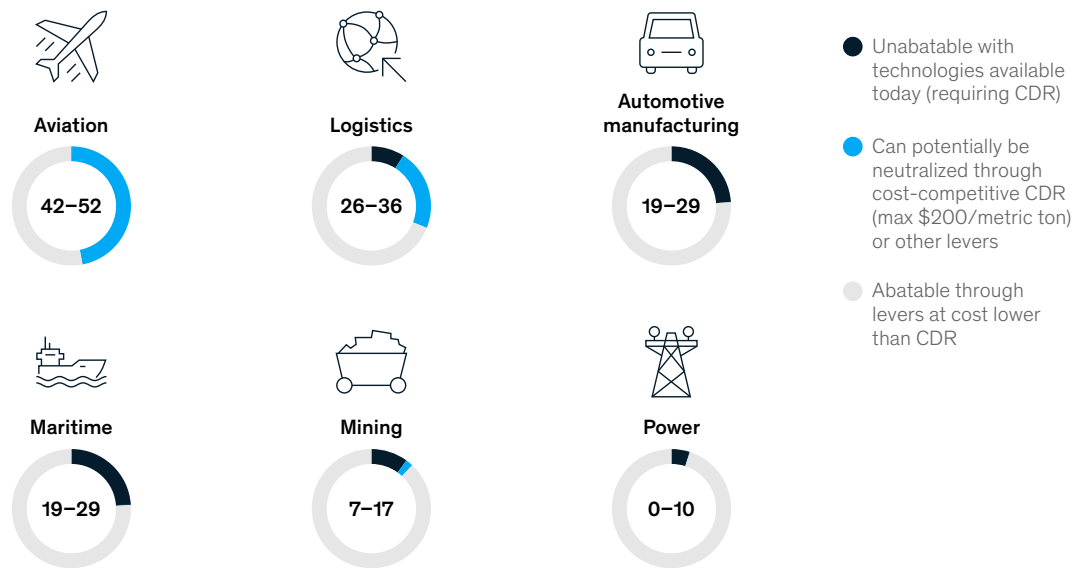 Aviation
42–52
Logistics
26–36
Automotive
manufacturing
19–29
Maritime
19–29
Mining
7–17
Power
0–10
Unabatable with
technologies available
today (requiring CDR)
Can potentially be
neutralized through
cost-competitive CDR
(max $200/metric ton)
or other levers
Abatable through
levers at cost lower
than CDR